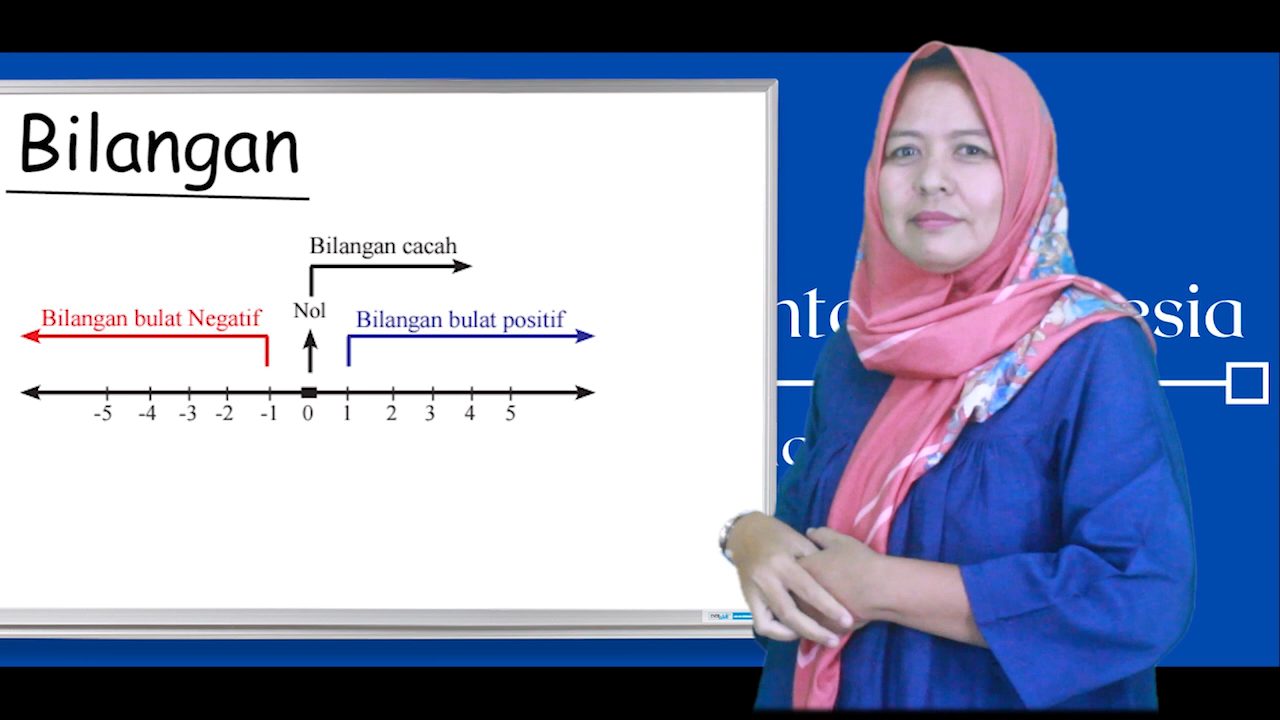 Bilangan
Bilangan cacah
Bilangan bulat Negatif
Nol
Bilangan bulat positif
-5 -4 -3 -2 -1 0 1 2 3 4 5